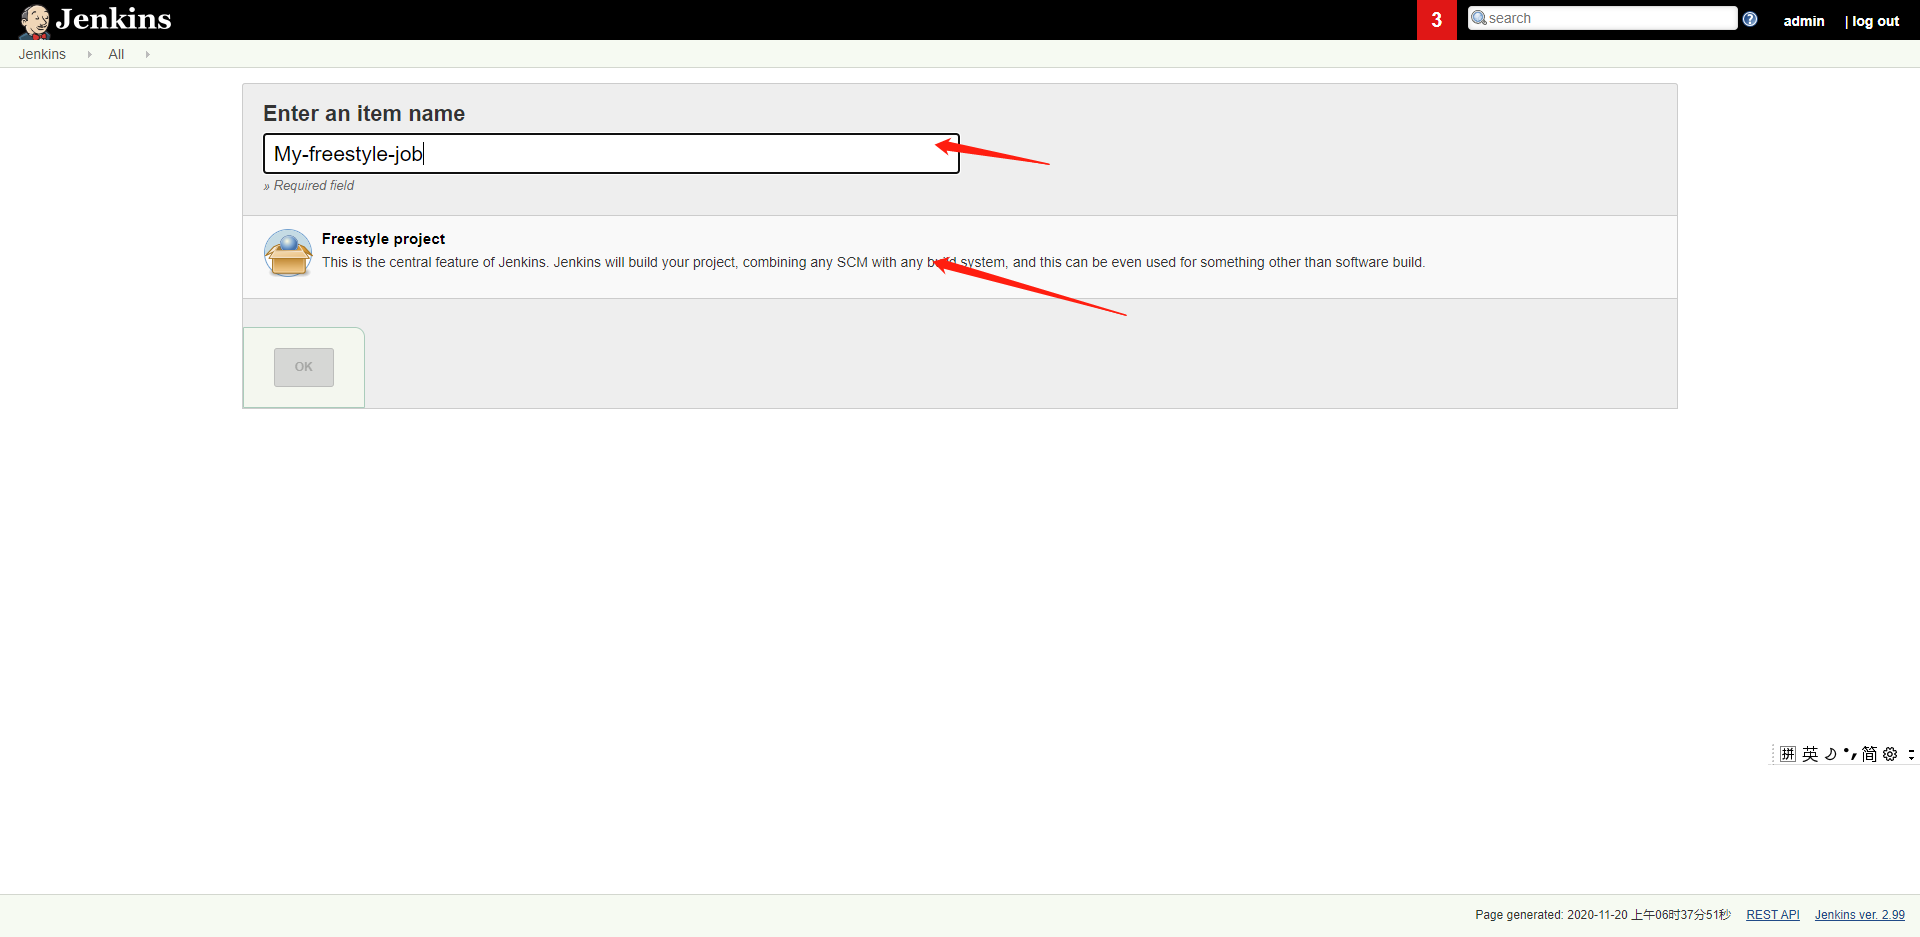 Jenkins
3
search
?
admin
| log out
Jenkins
All
Enter an item name
My-freestyle-job
» Required field
Freestyle project
This is the central feature of Jenkins. Jenkins will build your project, combining any SCM with any build system, and this can be even used for something other than software build.
OK
拼 英 简
Page generated: 2020-11-20 上午06时37分51秒 REST API Jenkins ver. 2.99